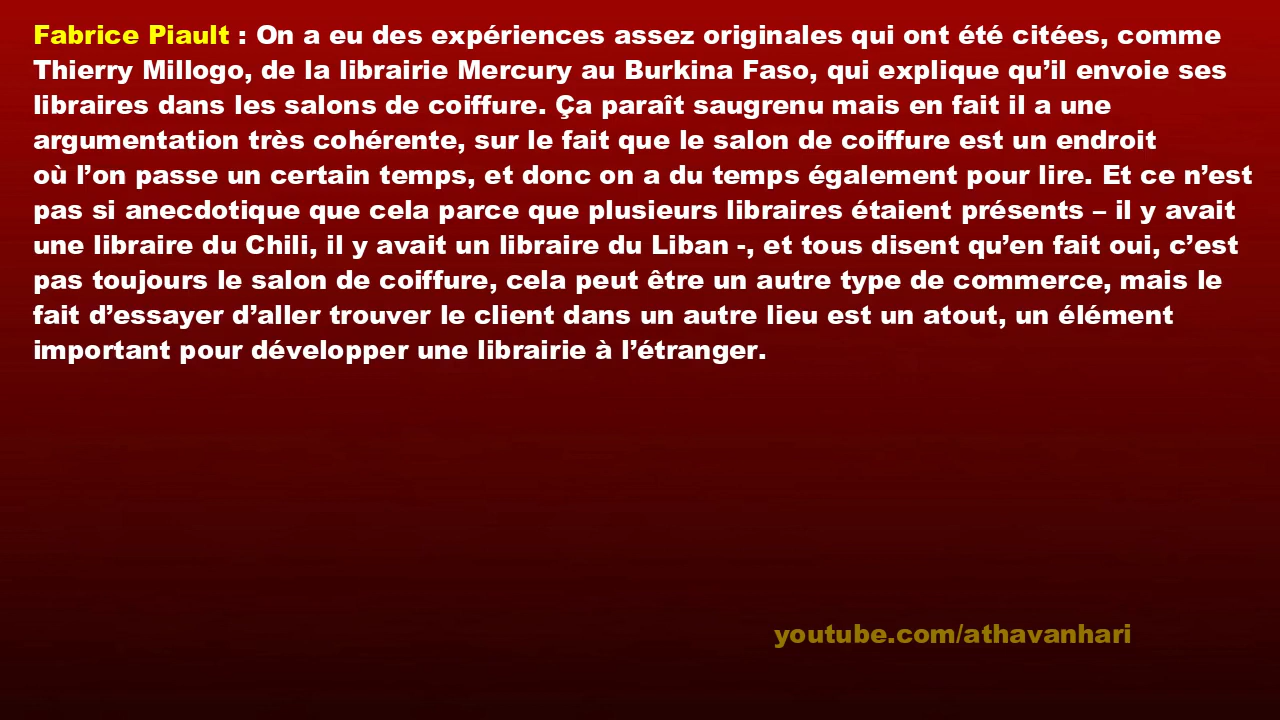 Fabrice Piault : On a eu des expériences assez originales qui ont été citées, comme
Thierry Millogo, de la librairie Mercury au Burkina Faso, qui explique qu’il envoie ses
libraires dans les salons de coiffure. Ça paraît saugrenu mais en fait il a une
argumentation très cohérente, sur le fait que le salon de coiffure est un endroit
où l’on passe un certain temps, et donc on a du temps également pour lire. Et ce n’est
pas si anecdotique que cela parce que plusieurs libraires étaient présents – il y avait
une libraire du Chili, il y avait un libraire du Liban -, et tous disent qu’en fait oui, c’est
pas toujours le salon de coiffure, cela peut être un autre type de commerce, mais le
fait d’essayer d’aller trouver le client dans un autre lieu est un atout, un élément
important pour développer une librairie à l’étranger.
youtube.com/athavanhari